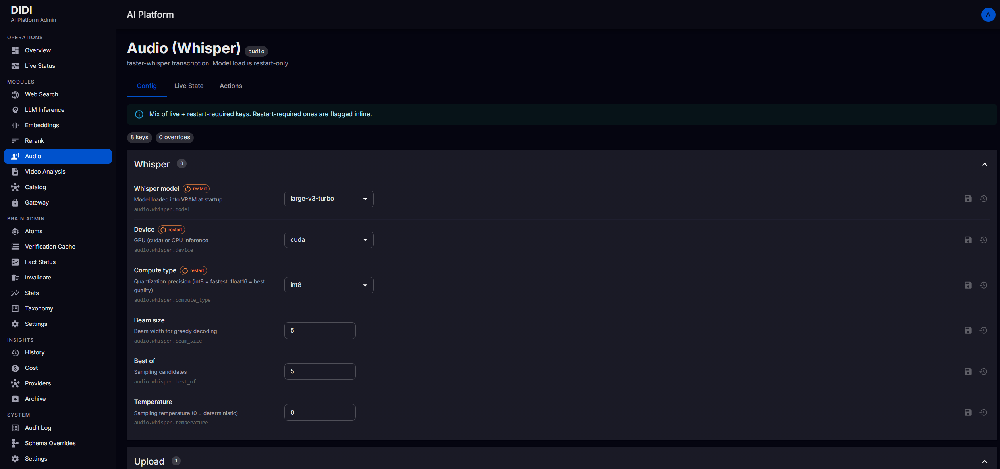 DIDI
AI Platform Admin
AI Platform
A
OPERATIONS
Overview
Live Status
MODULES
Web Search
LLM Inference
Embeddings
Rerank
Audio
Video Analysis
Catalog
Gateway
BRAIN ADMIN
Atoms
Verification Cache
Fact Status
Invalidate
Stats
Taxonomy
Settings
INSIGHTS
History
Cost
Providers
Archive
SYSTEM
Audit Log
Schema Overrides
Settings
Audio (Whisper) audio
faster-whisper transcription. Model load is restart-only.
Config Live State Actions
Mix of live + restart-required keys. Restart-required ones are flagged inline.
8 keys 0 overrides
Whisper 6
Whisper model restart
Model loaded into VRAM at startup
audio.whisper.model
large-v3-turbo
Device restart
GPU (cuda) or CPU inference
audio.whisper.device
cuda
Compute type restart
Quantization precision (int8 = fastest, float16 = best
quality)
audio.whisper.compute_type
int8
Beam size
Beam width for greedy decoding
audio.whisper.beam_size
5
Best of
Sampling candidates
audio.whisper.best_of
5
Temperature
Sampling temperature (0 = deterministic)
audio.whisper.temperature
0
Upload 1